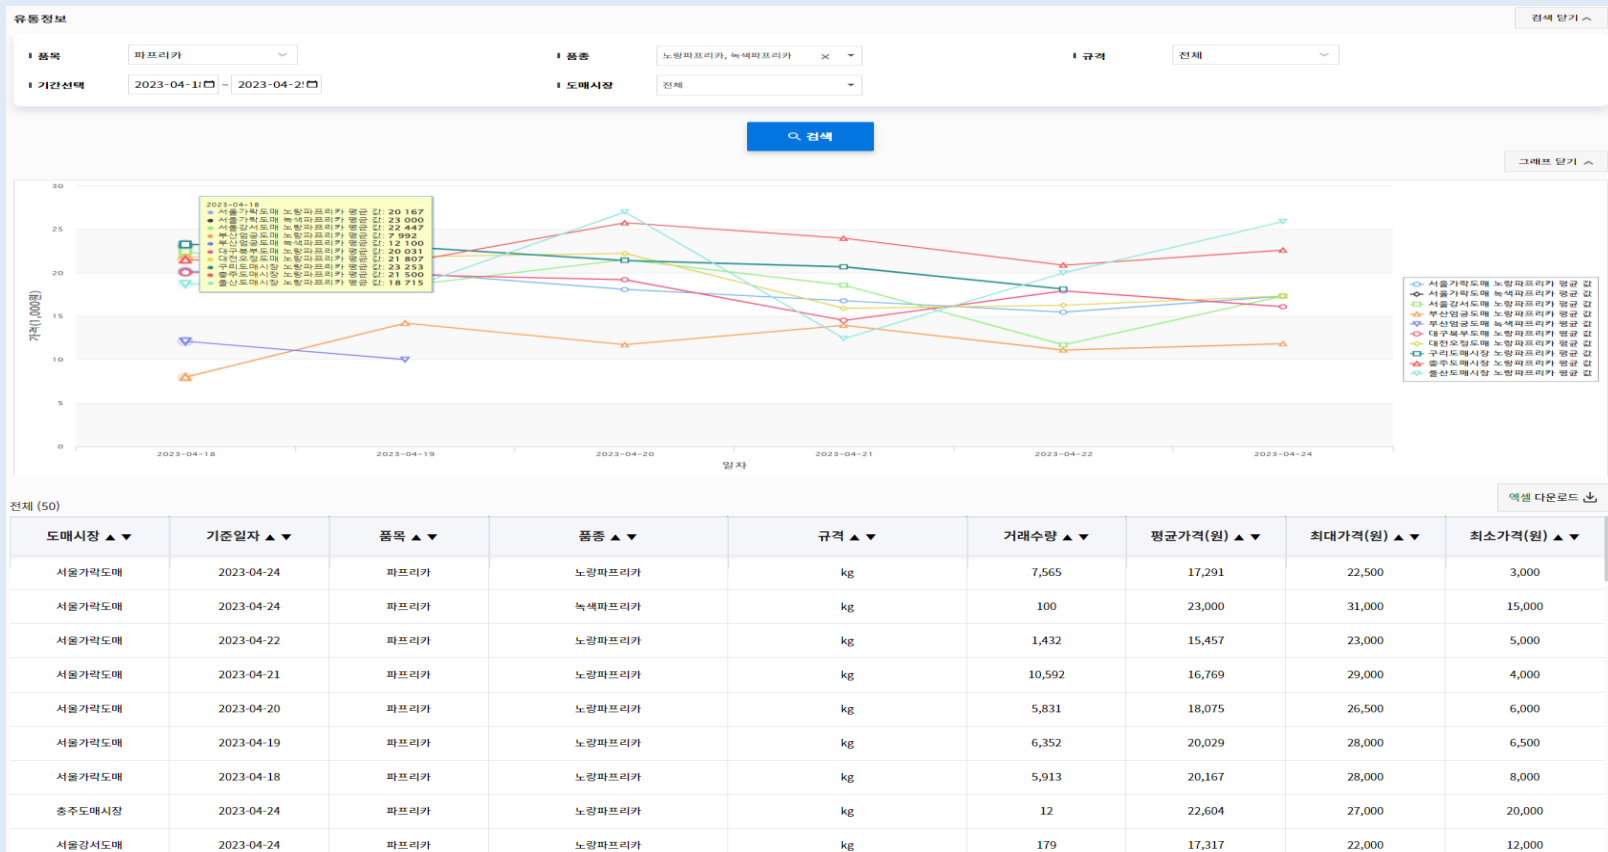 유통정보
검색 닫기
품목 파프리카 품종 노랑파프리카, 녹색파프리카 규격 전체
기간선택 2023-04-1 ~ 2023-04-2 도매시장 전체
검색
그래프 닫기
30
25
20
15
10
5
0
가격(1,000원)
2023-04-18
서울가락도매 노랑파프리카 평균 값: 20 167
서울가락도매 녹색파프리카 평균 값: 23 000
서울강서도매 노랑파프리카 평균 값: 22 447
부산엄궁도매 노랑파프리카 평균 값: 7 992
부산엄궁도매 녹색파프리카 평균 값: 12 100
대구북부도매 노랑파프리카 평균 값: 20 031
대전오정도매 노랑파프리카 평균 값: 21 807
구리도매시장 노랑파프리카 평균 값: 23 253
충주도매시장 노랑파프리카 평균 값: 21 500
울산도매시장 노랑파프리카 평균 값: 18 715
서울가락도매 노랑파프리카 평균 값
서울가락도매 녹색파프리카 평균 값
서울강서도매 노랑파프리카 평균 값
부산엄궁도매 노랑파프리카 평균 값
부산엄궁도매 녹색파프리카 평균 값
대구북부도매 노랑파프리카 평균 값
대전오정도매 노랑파프리카 평균 값
구리도매시장 노랑파프리카 평균 값
충주도매시장 노랑파프리카 평균 값
울산도매시장 노랑파프리카 평균 값
2023-04-18 2023-04-19 2023-04-20 2023-04-21 2023-04-22 2023-04-24
일자
엑셀 다운로드
전체 (50)
도매시장▲▼ 기준일자▲▼ 품목▲▼ 품종▲▼ 규격▲▼ 거래수량▲▼ 평균가격(원)▲▼ 최대가격(원)▲▼ 최소가격(원)▲▼
서울가락도매 2023-04-24 파프리카 노랑파프리카 kg 7,565 17,291 22,500 3,000
서울가락도매 2023-04-24 파프리카 녹색파프리카 kg 100 23,000 31,000 15,000
서울가락도매 2023-04-22 파프리카 노랑파프리카 kg 1,432 15,457 23,000 5,000
서울가락도매 2023-04-21 파프리카 노랑파프리카 kg 10,592 16,769 29,000 4,000
서울가락도매 2023-04-20 파프리카 노랑파프리카 kg 5,831 18,075 26,500 6,000
서울가락도매 2023-04-19 파프리카 노랑파프리카 kg 6,352 20,029 28,000 6,500
서울가락도매 2023-04-18 파프리카 노랑파프리카 kg 5,913 20,167 28,000 8,000
충주도매시장 2023-04-24 파프리카 노랑파프리카 kg 12 22,604 27,000 20,000
서울강서도매 2023-04-24 파프리카 노랑파프리카 kg 179 17,317 22,000 12,000